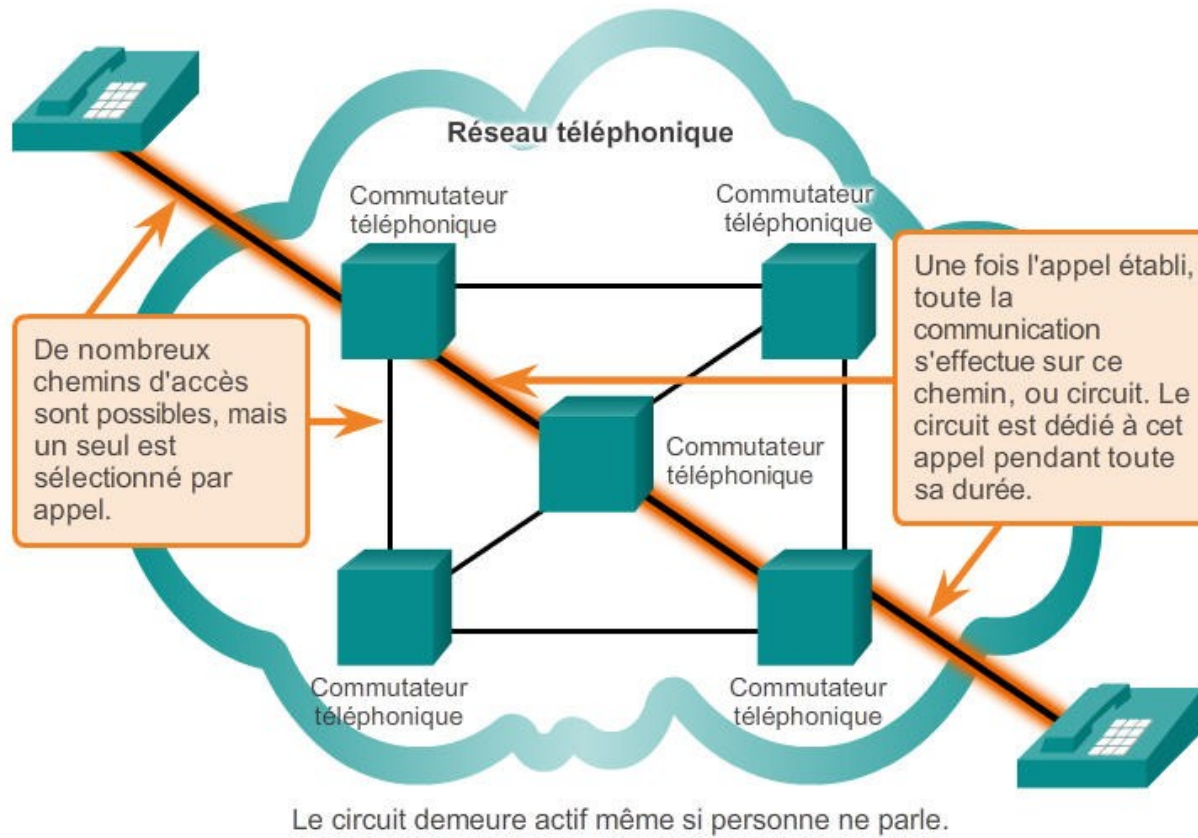 Réseau téléphonique
Commutateur
téléphonique
Commutateur
téléphonique
De nombreux
chemins d'accès
sont possibles, mais
un seul est
sélectionné par
appel.
Une fois l'appel établi,
toute la
communication
s'effectue sur ce
chemin, ou circuit. Le
circuit est dédié à cet
appel pendant toute
sa durée.
Commutateur
téléphonique
Commutateur
téléphonique
Commutateur
téléphonique
Le circuit demeure actif même si personne ne parle.